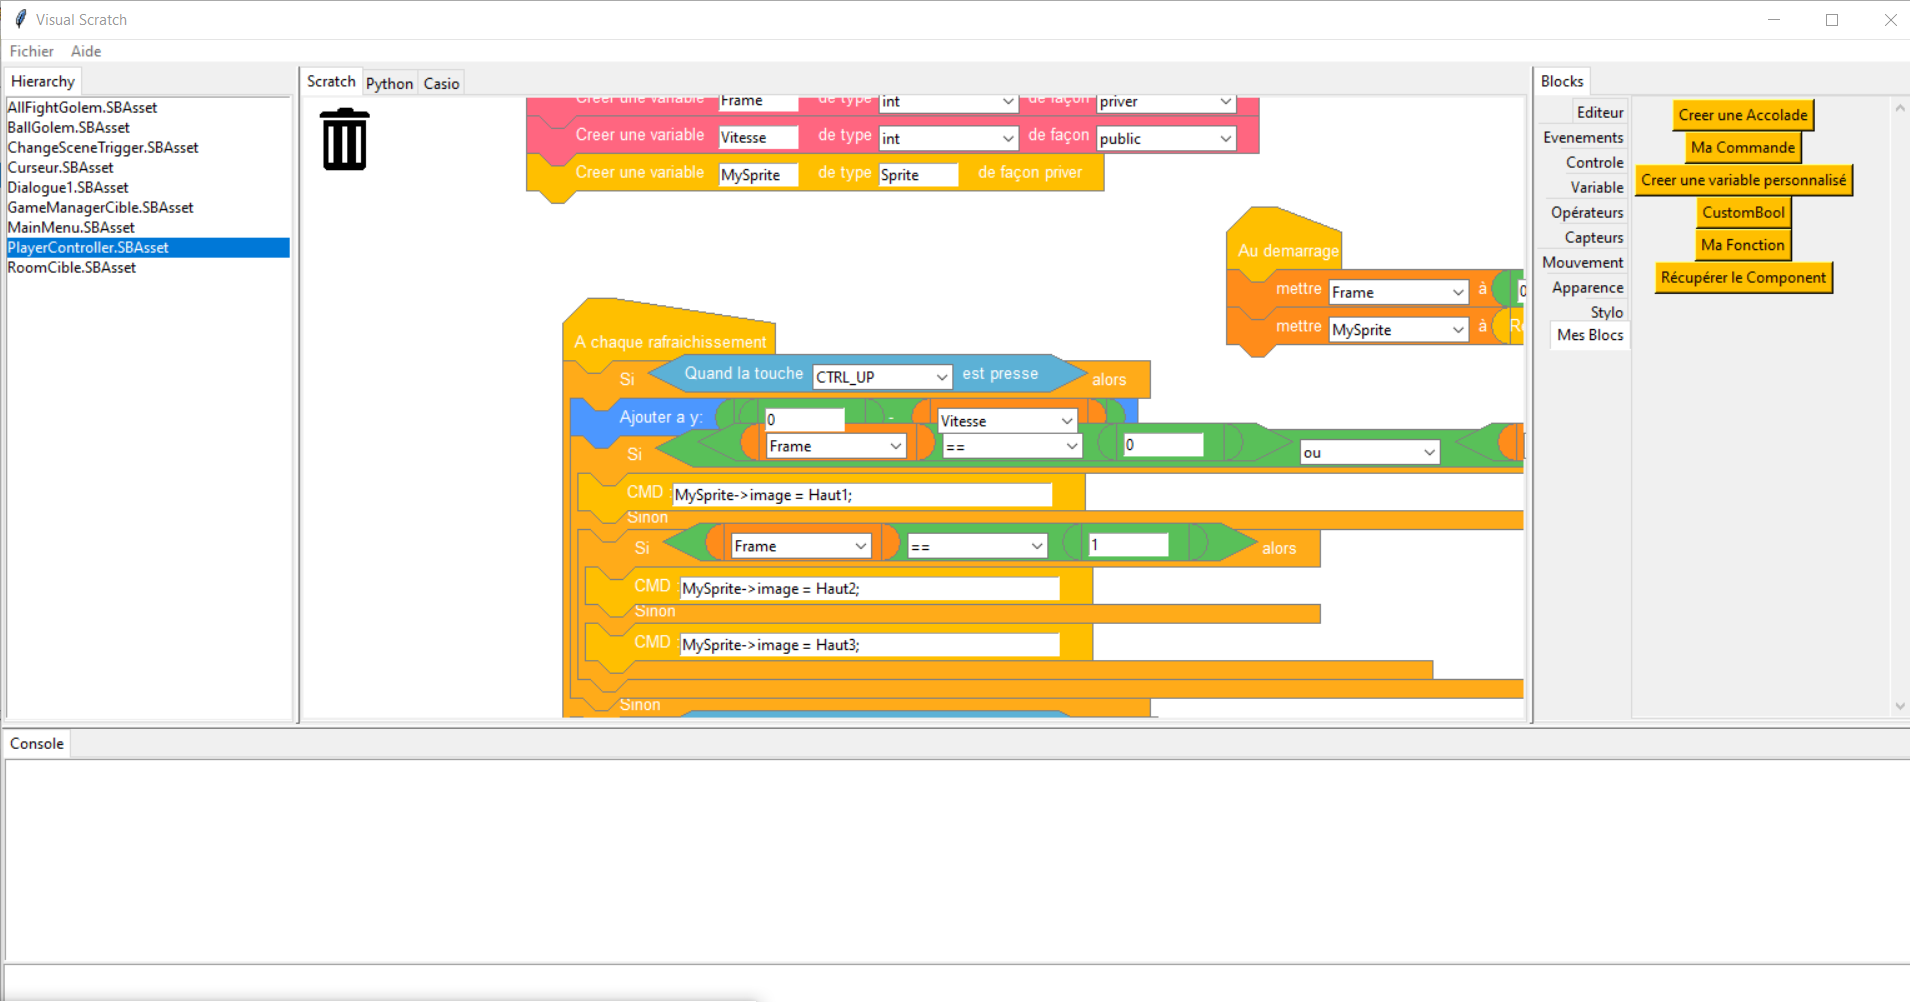 Visual Scratch
Fichier Aide
Hierarchy
AllFightGolem.SBAsset
BallGolem.SBAsset
ChangeSceneTrigger.SBAsset
Curseur.SBAsset
Dialogue1.SBAsset
GameManagerCible.SBAsset
MainMenu.SBAsset
PlayerController.SBAsset
RoomCible.SBAsset
Scratch Python Casio
Creer une variable Frame de type int de façon priver
Creer une variable Vitesse de type int de façon public
Creer une variable MySprite de type Sprite de façon priver
Au demarrage
mettre Frame à 0
mettre MySprite à
A chaque rafraichissement
Si Quand la touche CTRL_UP est presse alors
Ajouter a y: 0 - Vitesse
Si Frame == 0 ou
CMD : MySprite->image = Haut1;
Sinon
Si Frame == 1 alors
CMD : MySprite->image = Haut2;
Sinon
CMD : MySprite->image = Haut3;
Sinon
Blocks
Editeur
Evenements
Controle
Variable
Opérateurs
Capteurs
Mouvement
Apparence
Stylo
Mes Blocs
Creer une Accolade
Ma Commande
Creer une variable personnalisé
CustomBool
Ma Fonction
Récupérer le Component
Console